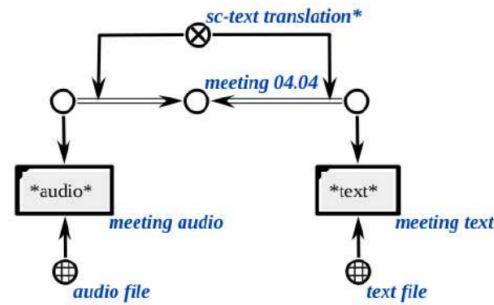 sc-text translation*
meeting 04.04
*audio*
*text*
meeting audio
meeting text
audio file
text file